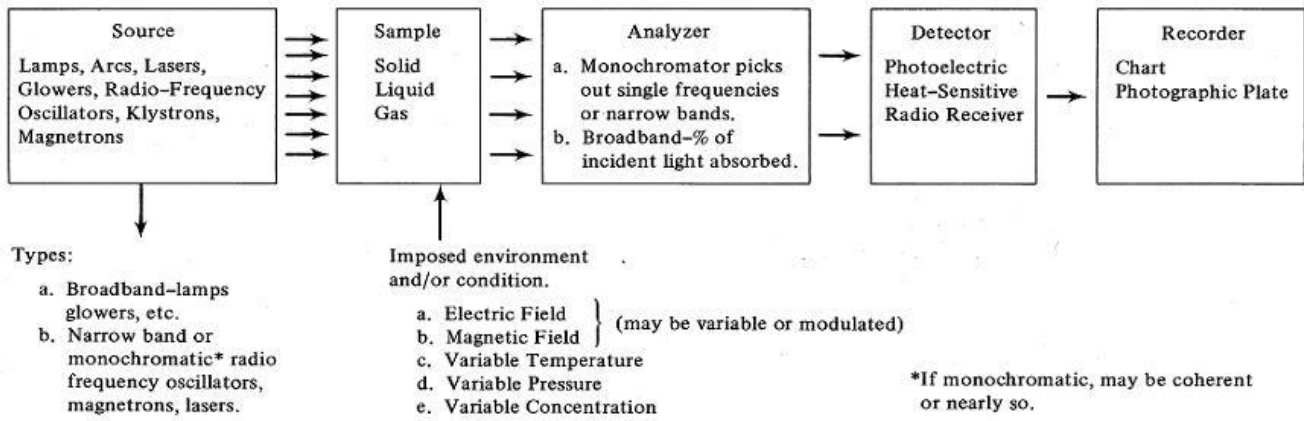 Source
Lamps, Arcs, Lasers,
Glowers, Radio–Frequency
Oscillators, Klystrons,
Magnetrons
Sample
Solid
Liquid
Gas
Analyzer
a. Monochromator picks
out single frequencies
or narrow bands.
b. Broadband–% of
incident light absorbed.
Detector
Photoelectric
Heat–Sensitive
Radio Receiver
Recorder
Chart
Photographic Plate
Types:
a. Broadband–lamps
glowers, etc.
b. Narrow band or
monochromatic* radio
frequency oscillators,
magnetrons, lasers.
Imposed environment
and/or condition.
a. Electric Field
b. Magnetic Field
(may be variable or modulated)
c. Variable Temperature
d. Variable Pressure
e. Variable Concentration
*If monochromatic, may be coherent
or nearly so.